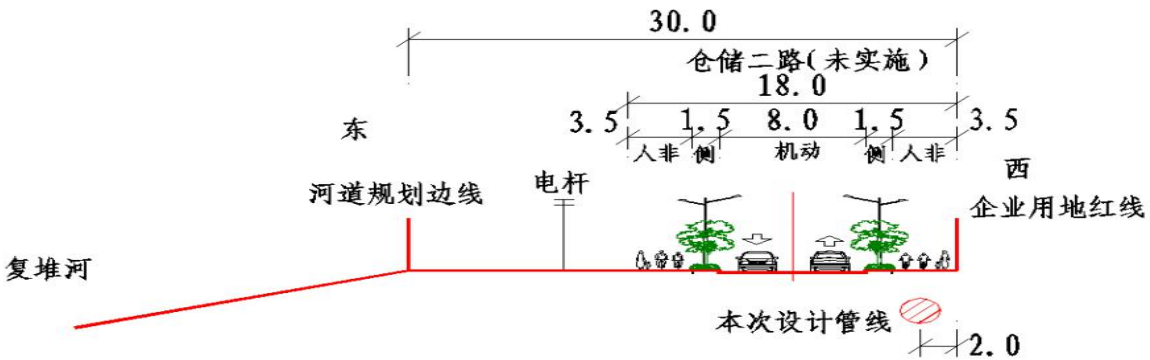 30.0
仓储二路(未实施)
18.0
3.5 1.5 8.0 1.5 3.5
人非 侧 机动 侧 人非
东
西
河道规划边线
电杆
企业用地红线
复堆河
本次设计管线
2.0